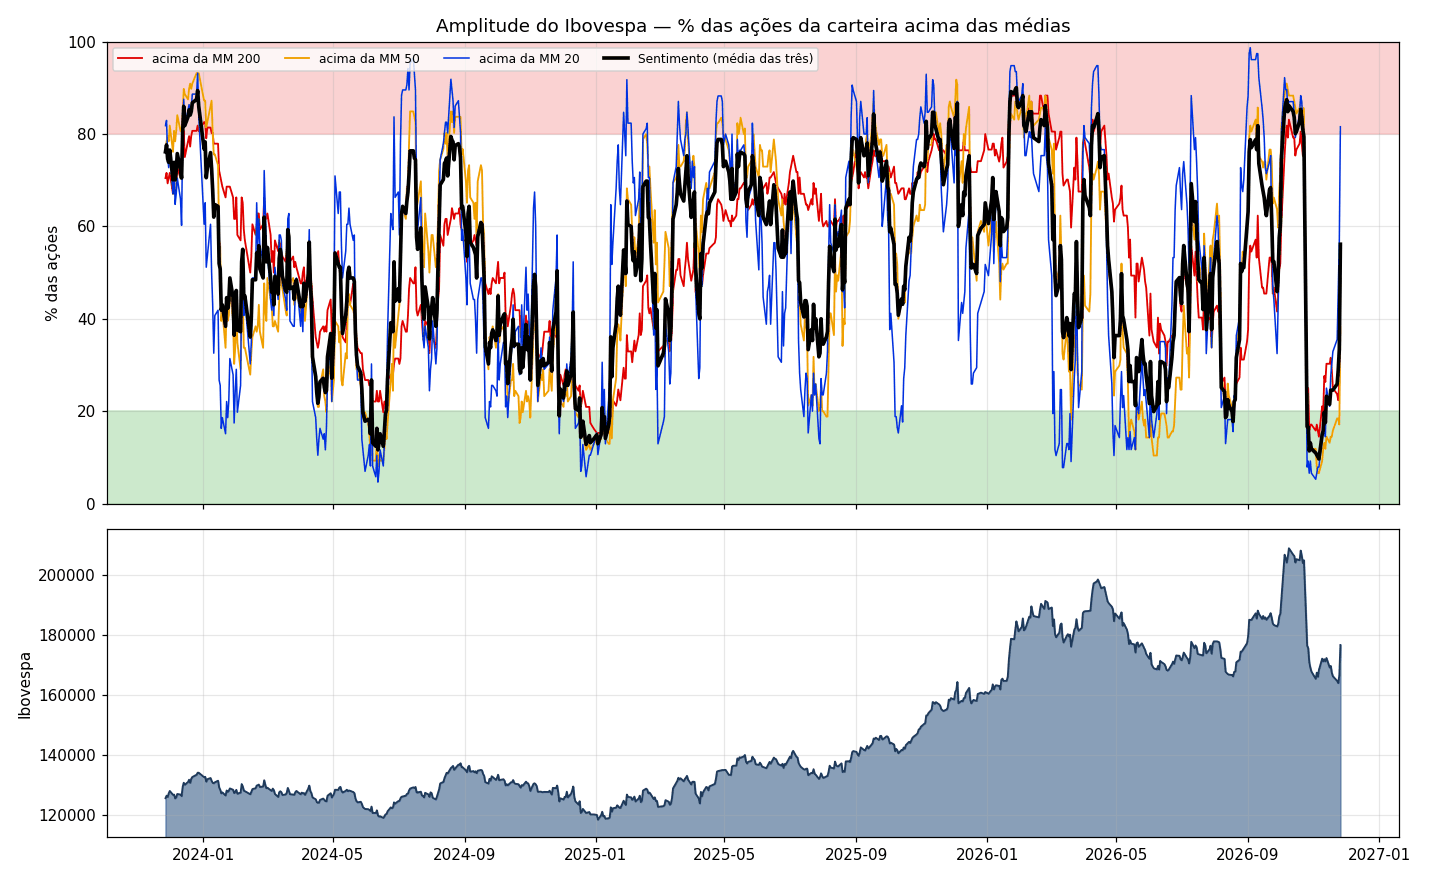 Amplitude do Ibovespa — % das ações da carteira acima das médias
acima da MM 200 acima da MM 50 acima da MM 20 Sentimento (média das três)
100
80
60
40
20
0
% das ações
200000
180000
160000
140000
120000
Ibovespa
2024-01 2024-05 2024-09 2025-01 2025-05 2025-09 2026-01 2026-05 2026-09 2027-01